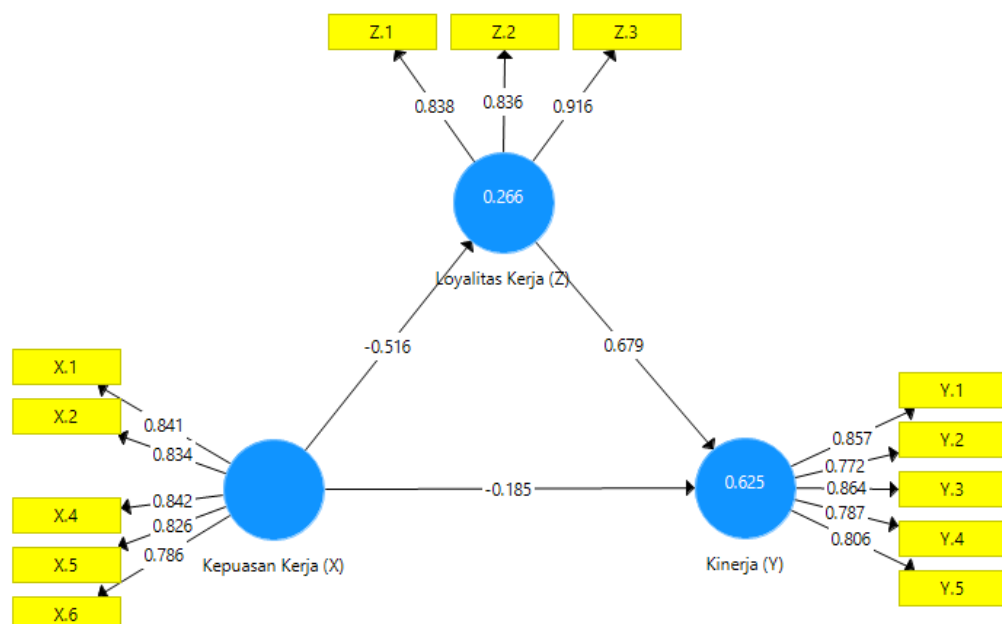 Z.1 Z.2 Z.3
0.838 0.836 0.916
0.266
Loyalitas Kerja (Z)
-0.516 0.679
X.1
X.2
X.4
X.5
X.6
0.841
0.834
0.842
0.826
0.786
Kepuasan Kerja (X)
-0.185
0.625
Kinerja (Y)
0.857
0.772
0.864
0.787
0.806
Y.1
Y.2
Y.3
Y.4
Y.5